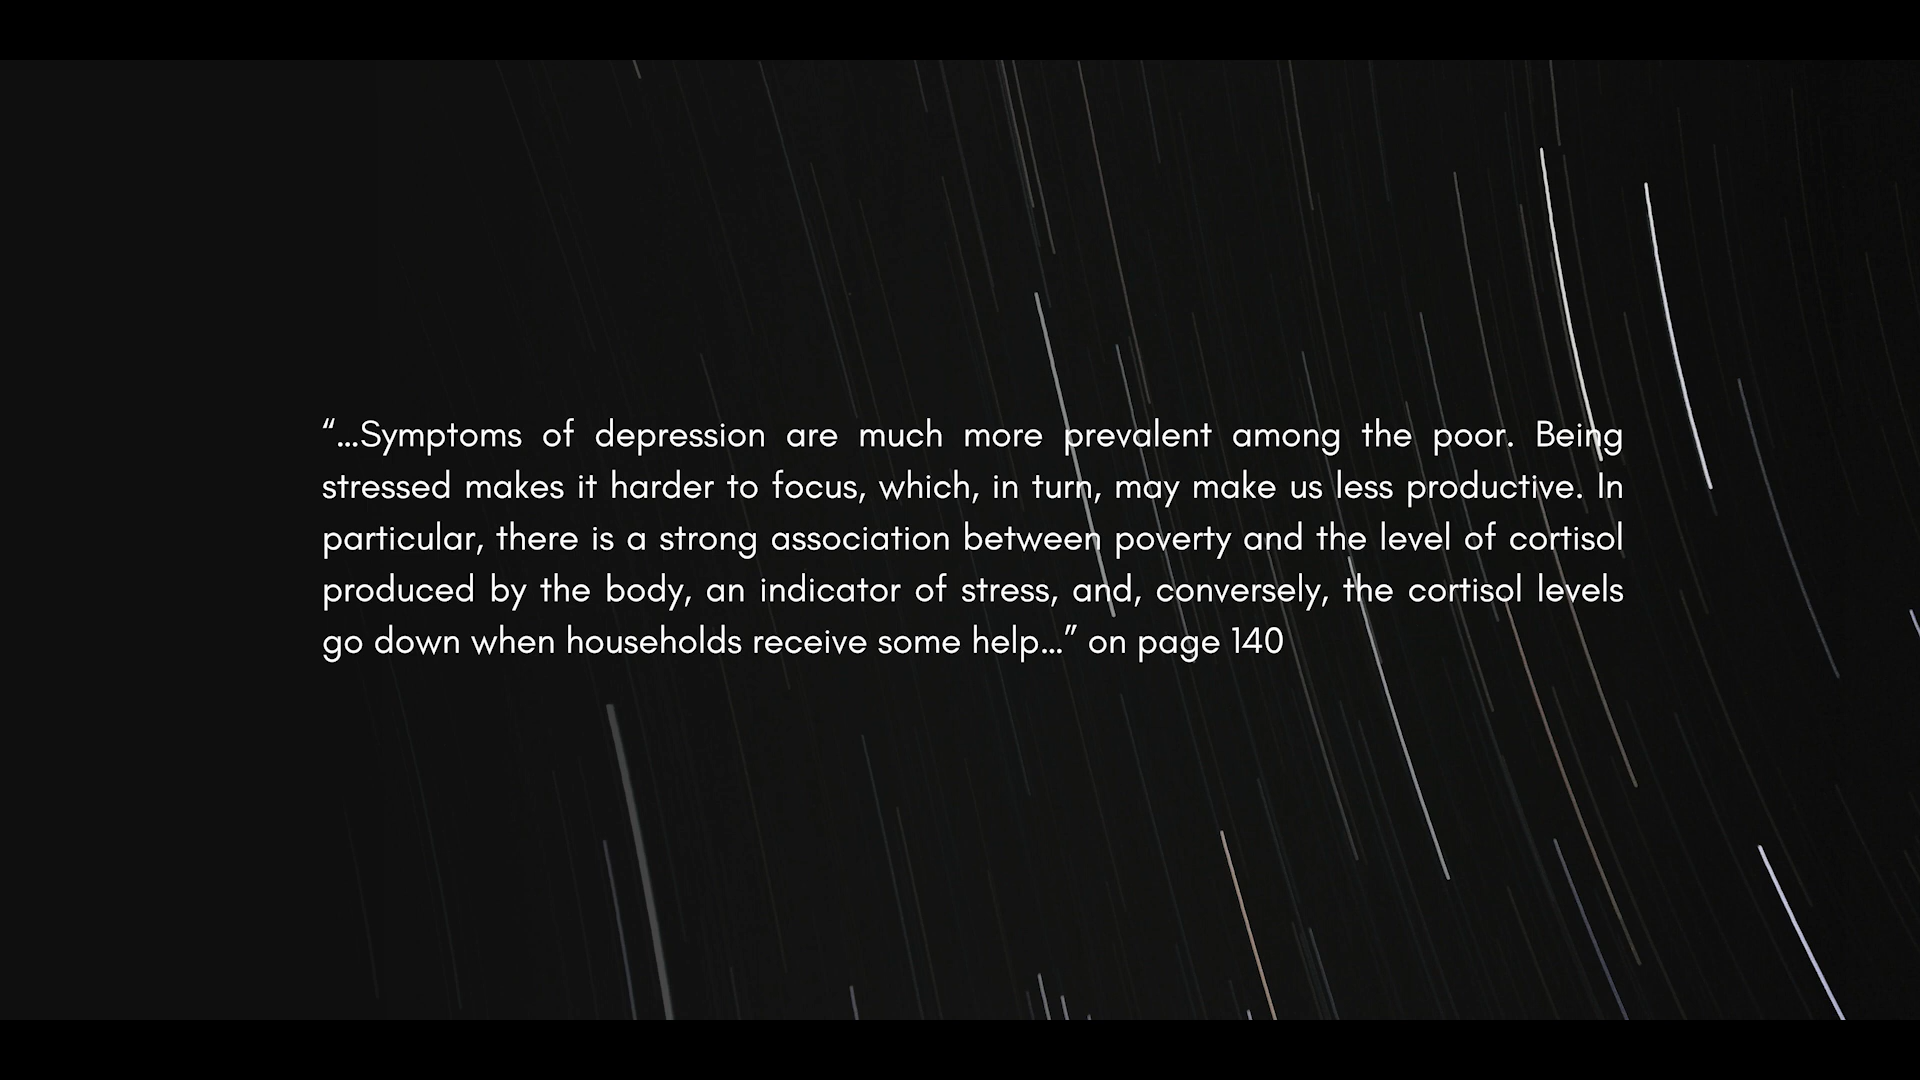 “...Symptoms of depression are much more prevalent among the poor. Being
stressed makes it harder to focus, which, in turn, may make us less productive. In
particular, there is a strong association between poverty and the level of cortisol
produced by the body, an indicator of stress, and, conversely, the cortisol levels
go down when households receive some help...” on page 140